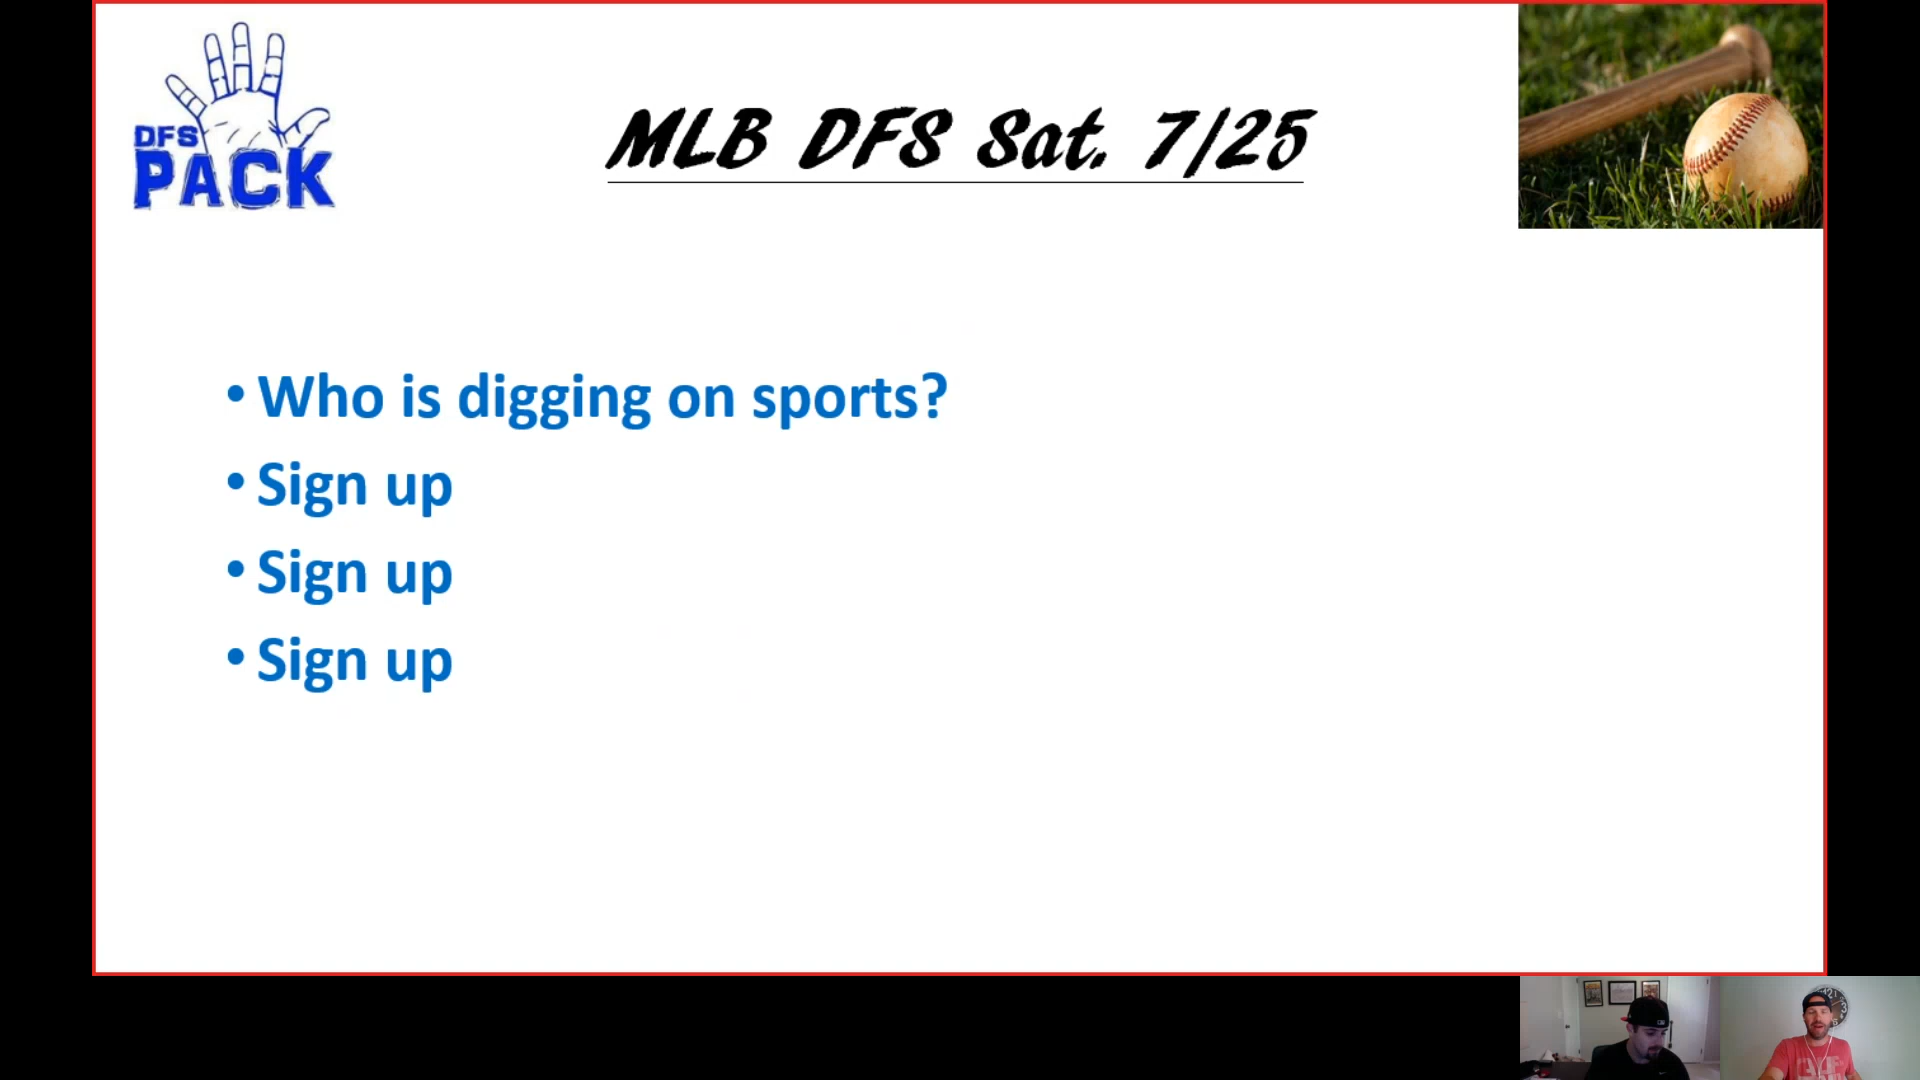 DFS
PACK
MLB DFS Sat. 7/25
• Who is digging on sports?
• Sign up
• Sign up
• Sign up